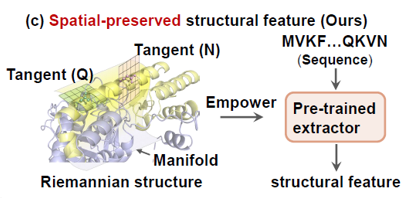 (c) Spatial-preserved structural feature (Ours)
Tangent (N)
MVKF...QKVN
(Sequence)
Tangent (Q)
Empower
Pre-trained
extractor
Manifold
Riemannian structure
structural feature